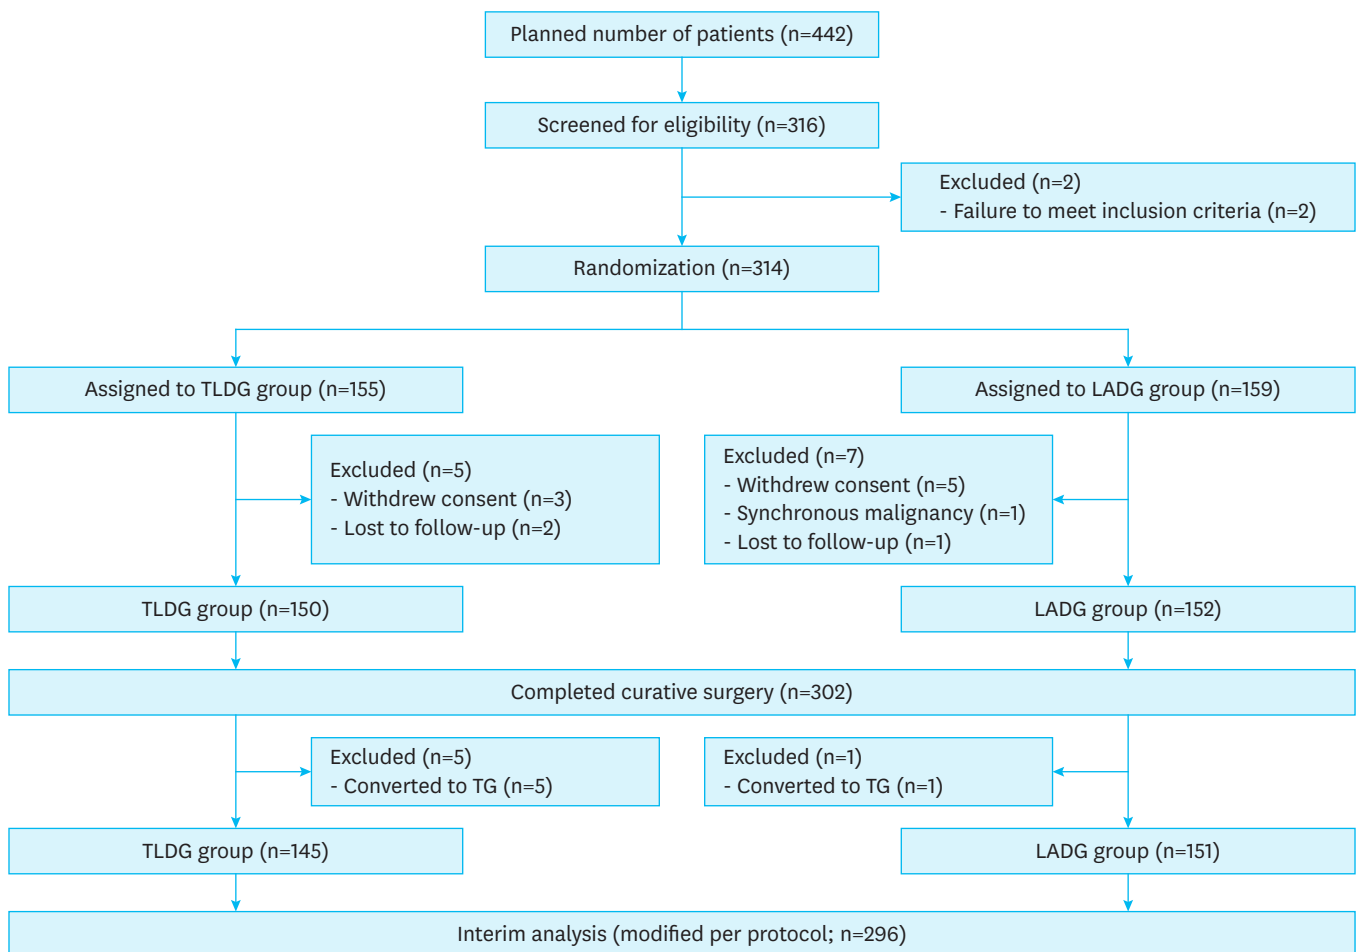 Planned number of patients (n=442)
Screened for eligibility (n=316)
Excluded (n=2)
- Failure to meet inclusion criteria (n=2)
Randomization (n=314)
Assigned to TLDG group (n=155)
Assigned to LADG group (n=159)
Excluded (n=5)
- Withdrew consent (n=3)
- Lost to follow-up (n=2)
Excluded (n=7)
- Withdrew consent (n=5)
- Synchronous malignancy (n=1)
- Lost to follow-up (n=1)
TLDG group (n=150)
LADG group (n=152)
Completed curative surgery (n=302)
Excluded (n=5)
- Converted to TG (n=5)
Excluded (n=1)
- Converted to TG (n=1)
TLDG group (n=145)
LADG group (n=151)
Interim analysis (modified per protocol; n=296)